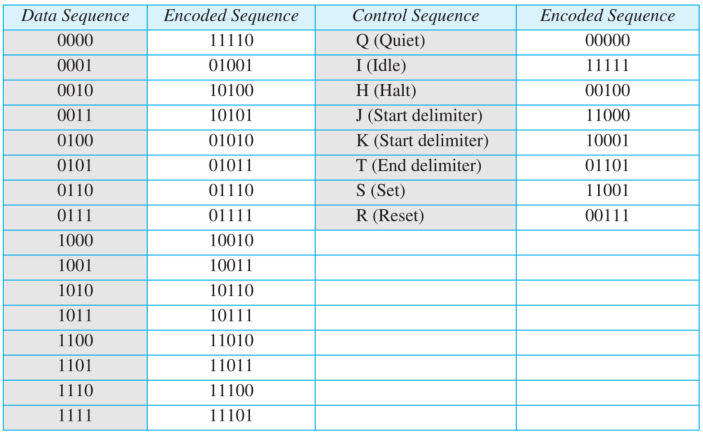 Data Sequence Encoded Sequence Control Sequence Encoded Sequence
0000 11110 Q (Quiet) 00000
0001 01001 I (Idle) 11111
0010 10100 H (Halt) 00100
0011 10101 J (Start delimiter) 11000
0100 01010 K (Start delimiter) 10001
0101 01011 T (End delimiter) 01101
0110 01110 S (Set) 11001
0111 01111 R (Reset) 00111
1000 10010
1001 10011
1010 10110
1011 10111
1100 11010
1101 11011
1110 11100
1111 11101